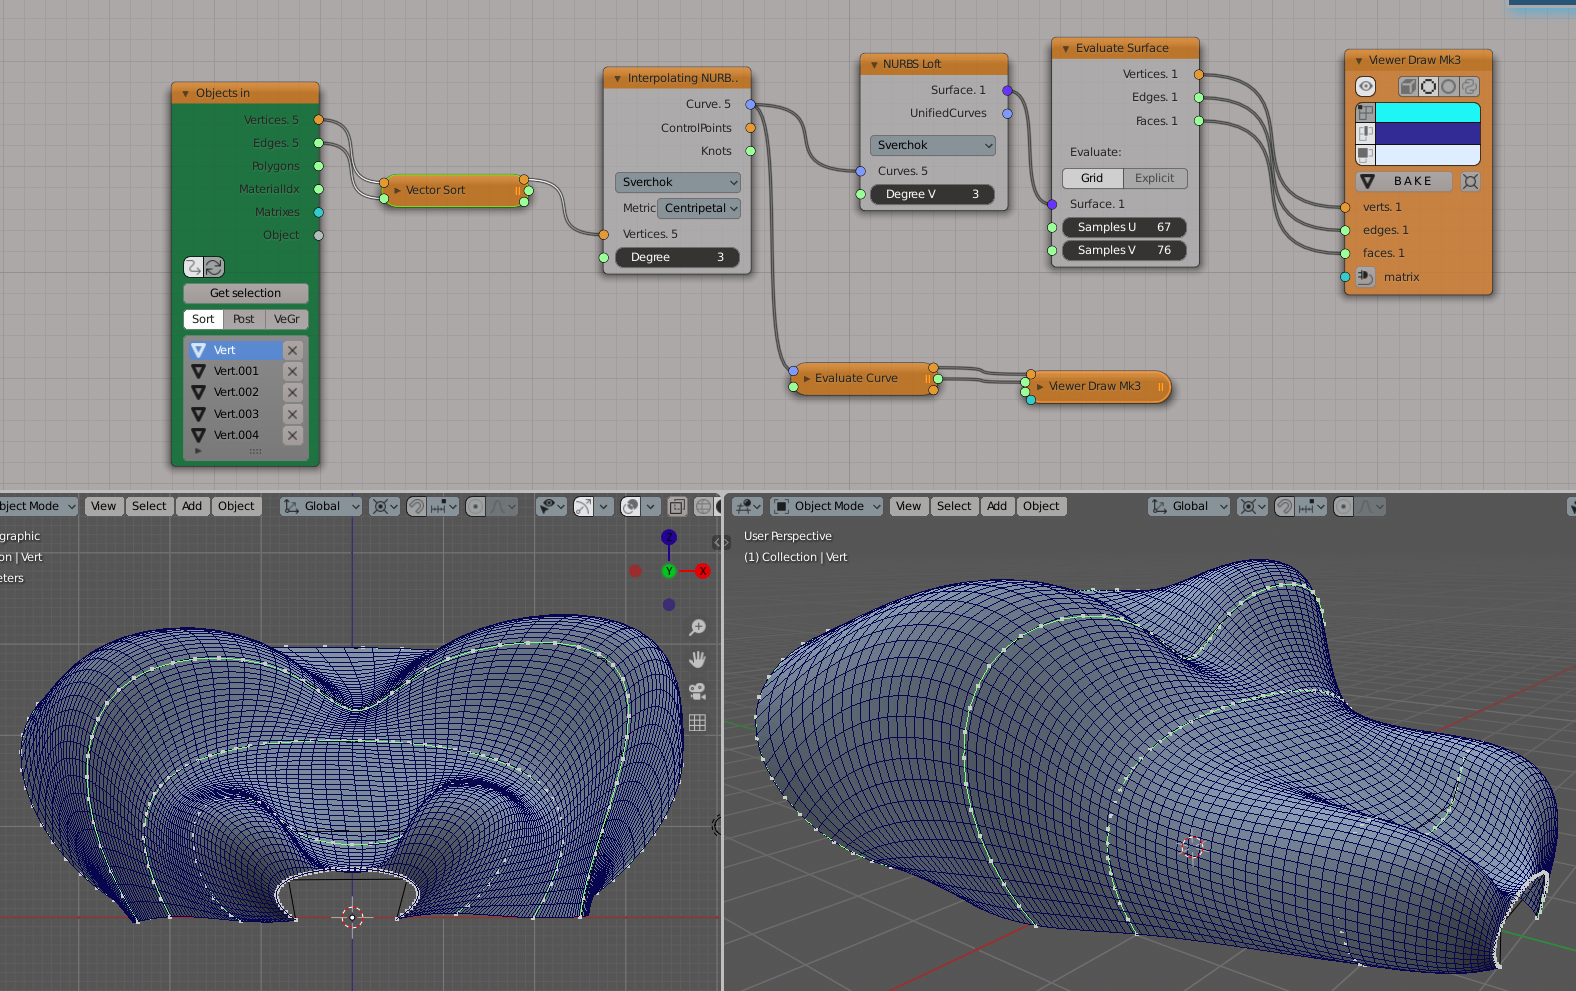 Objects in
Vertices. 5
Edges. 5
Polygons
MaterialIdx
Matrixes
Object
Get selection
Sort Post VeGr
Vert
Vert.001
Vert.002
Vert.003
Vert.004
Vector Sort
Interpolating NURB..
Curve. 5
ControlPoints
Knots
Sverchok
Metric Centripetal
Vertices. 5
Degree 3
NURBS Loft
Surface. 1
UnifiedCurves
Sverchok
Curves. 5
Degree V 3
Evaluate Surface
Vertices. 1
Edges. 1
Faces. 1
Evaluate:
Grid Explicit
Surface. 1
Samples U 67
Samples V 76
Viewer Draw Mk3
BAKE
verts. 1
edges. 1
faces. 1
matrix
Evaluate Curve
Viewer Draw Mk3
bject Mode View Select Add Object Global
graphic
on | Vert
eters
Z
Y X
Object Mode View Select Add Object Global
User Perspective
(1) Collection | Vert